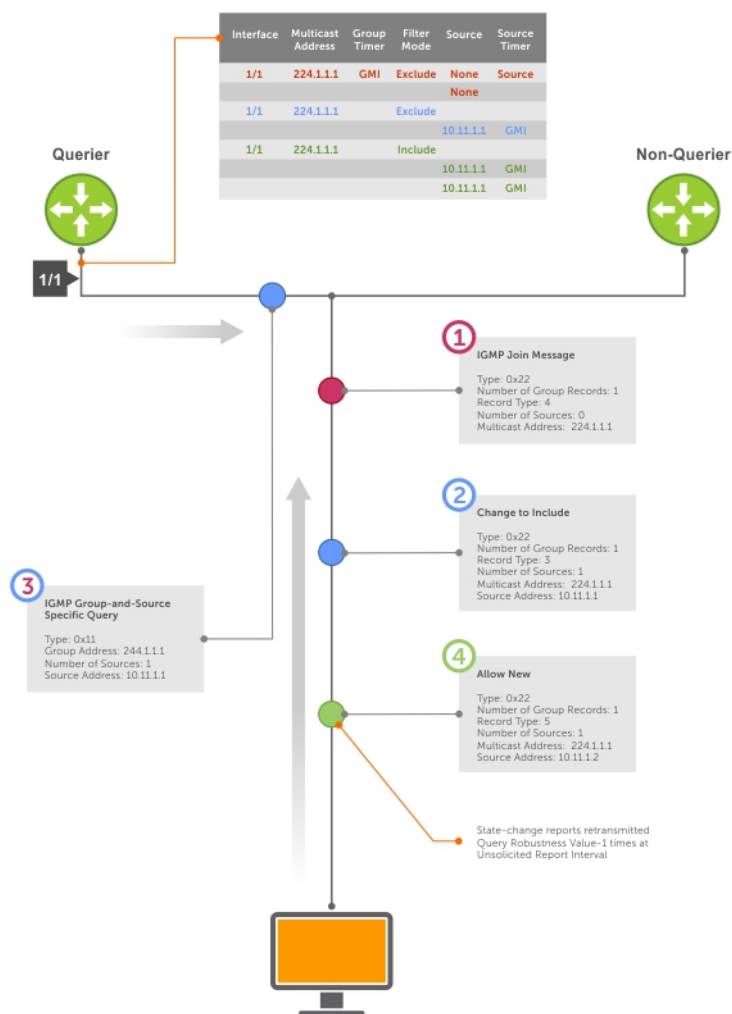 Interface Multicast Address Group Timer Filter Mode Source Source Timer
1/1 224.1.1.1 GMI Exclude None Source
None
1/1 224.1.1.1 Exclude
10.11.1.1 GMI
1/1 224.1.1.1 Include
10.11.1.1 GMI
10.11.1.1 GMI
Querier
Non-Querier
1/1
1
IGMP Join Message
Type: 0x22
Number of Group Records: 1
Record Type: 4
Number of Sources: 0
Multicast Address: 224.1.1.1
2
Change to Include
Type: 0x22
Number of Group Records: 1
Record Type: 3
Number of Sources: 1
Multicast Address: 224.1.1.1
Source Address: 10.11.1.1
3
IGMP Group-and-Source
Specific Query
Type: 0x11
Group Address: 244.1.1.1
Number of Sources: 1
Source Address: 10.11.1.1
4
Allow New
Type: 0x22
Number of Group Records: 1
Record Type: 5
Number of Sources: 1
Multicast Address: 224.1.1.1
Source Address: 10.11.1.2
State-change reports retransmitted
Query Robustness Value-1 times at
Unsolicited Report Interval